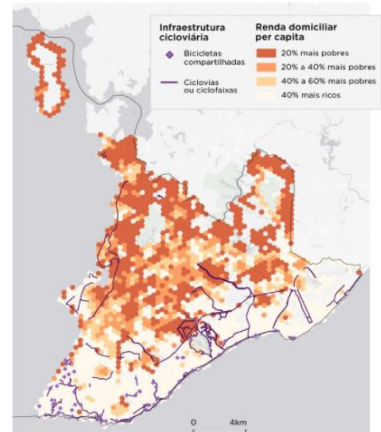 Infraestrutura
cicloviária
Bicicletas
compartilhadas
Ciclovias
ou ciclofaixas
Renda domiciliar
per capita
20% mais pobres
20% a 40% mais pobres
40% a 60% mais pobres
40% mais ricos
0 4km